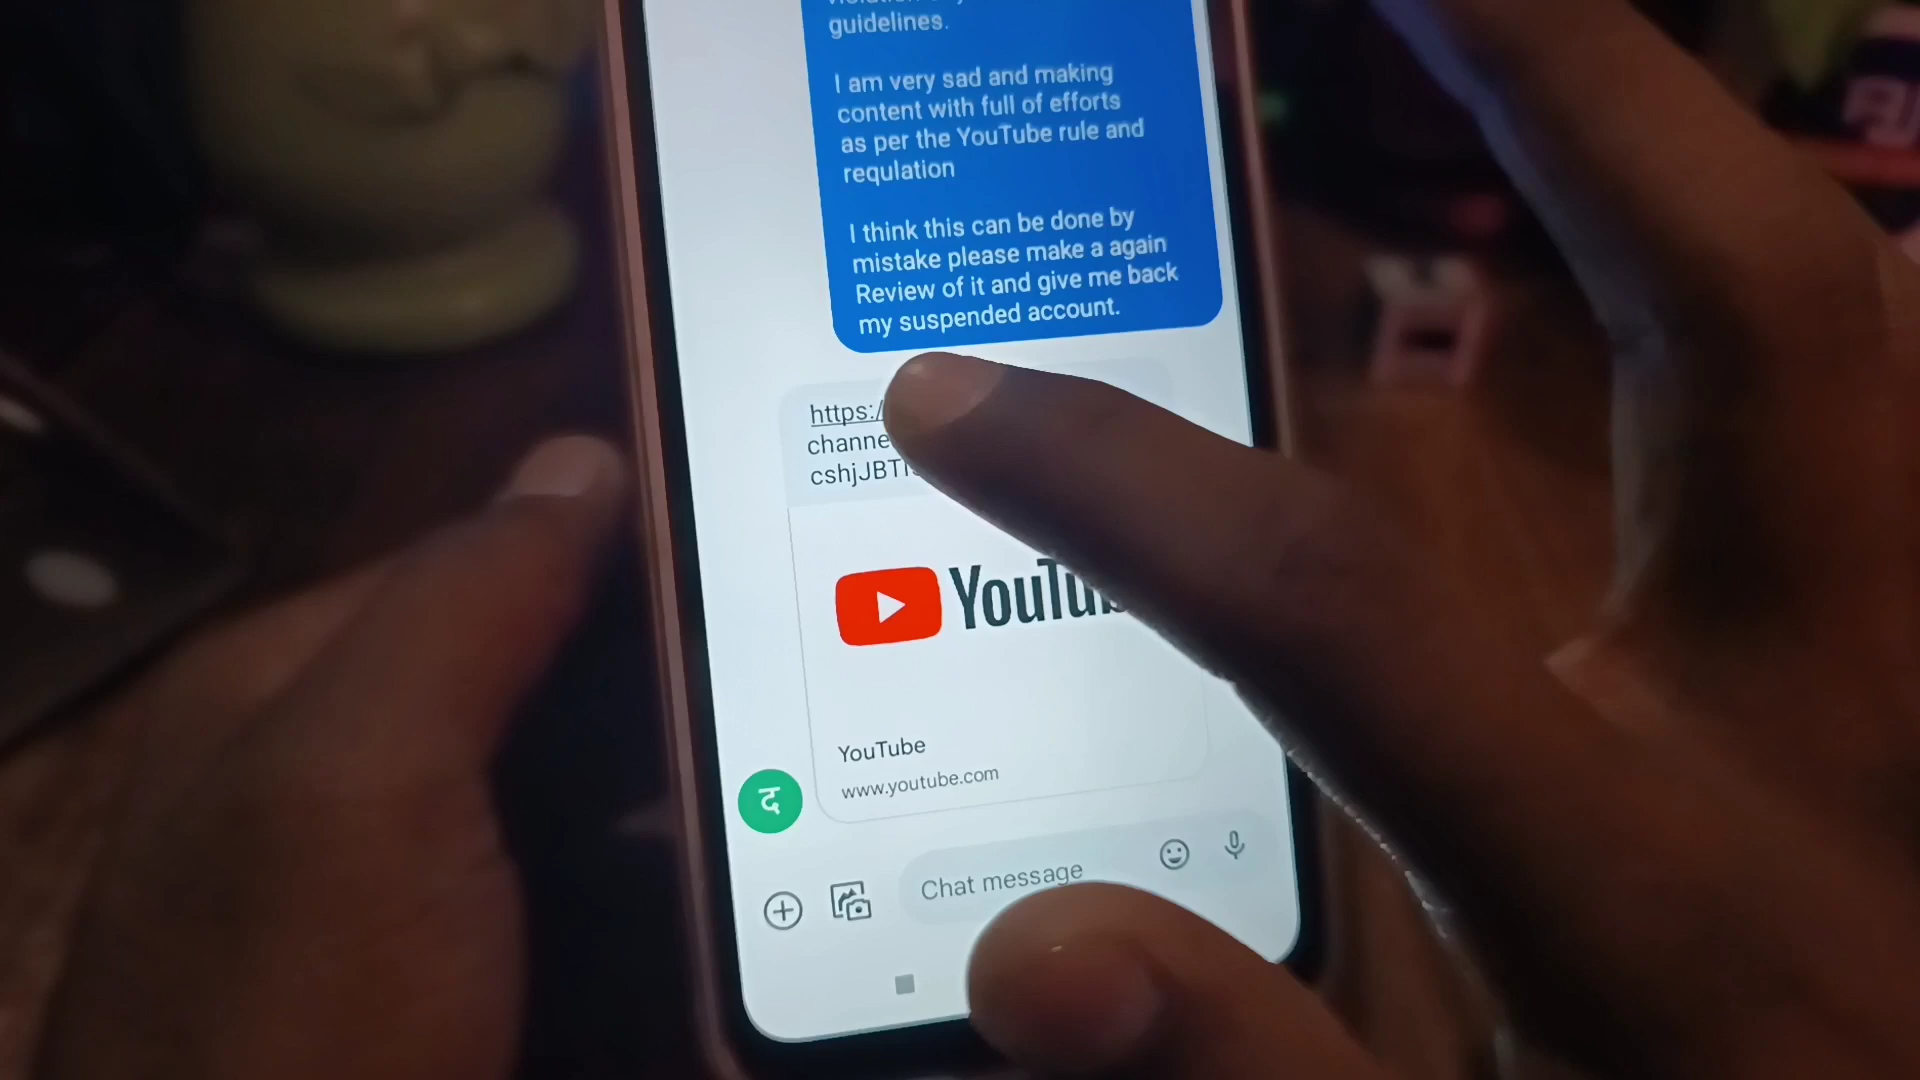 guidelines.
I am very sad and making
content with full of efforts
as per the YouTube rule and
requlation
I think this can be done by
mistake please make a again
Review of it and give me back
my suspended account.
https:/
channe
cshjJBT
YouTu
YouTube
www.youtube.com
द
Chat message